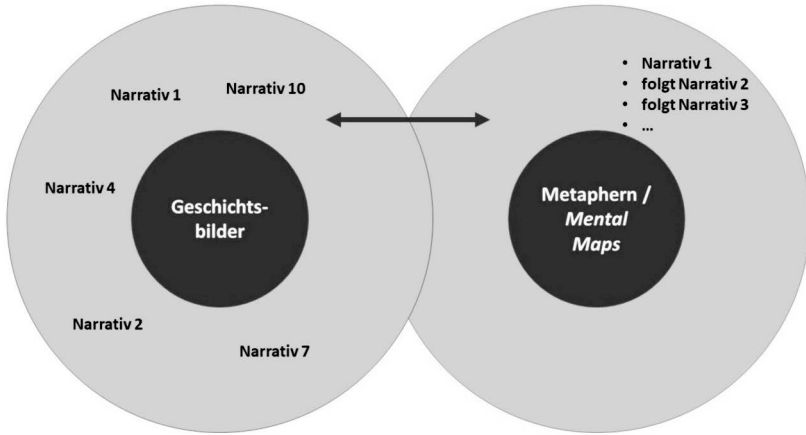 Narrativ 1
Narrativ 10
Narrativ 4
Geschichts-
bilder
Narrativ 2
Narrativ 7
• Narrativ 1
• folgt Narrativ 2
• folgt Narrativ 3
• ...
Metaphern /
Mental
Maps